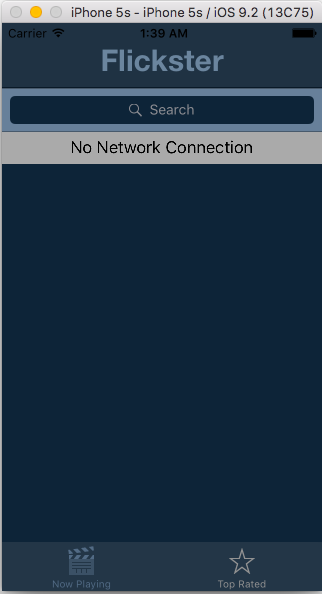 iPhone 5s - iPhone 5s / iOS 9.2 (13C75)
Carrier 1:39 AM
Flickster
Search
No Network Connection
Now Playing Top Rated